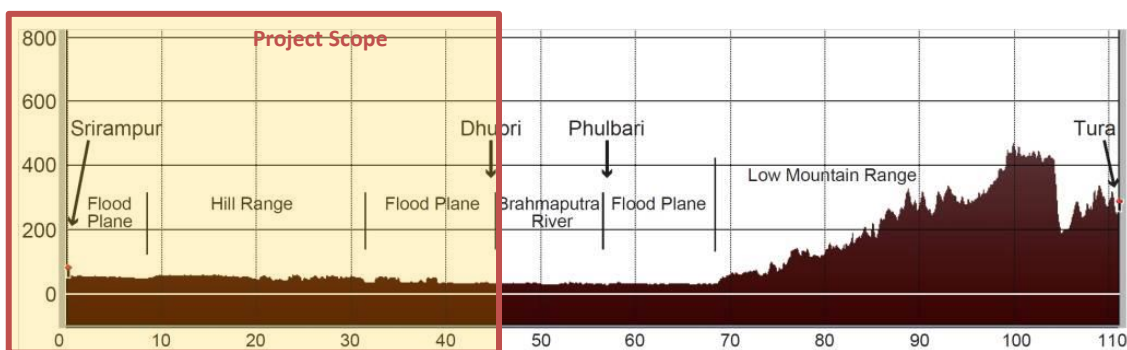 Project Scope
800
600
400
200
0
Srirampur
Dhubri
Phulbari
Tura
Flood
Plane
Hill Range
Flood Plane
Brahmaputra
River
Flood Plane
Low Mountain Range
0 10 20 30 40 50 60 70 80 90 100 110